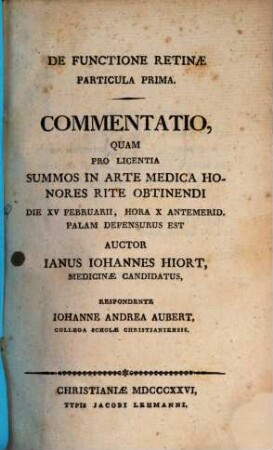 DE FUNCTIONE RETINÆ
PARTICULA PRIMA.
COMMENTATIO,
QUAM
PRO LICENTIA
SUMMOS IN ARTE MEDICA HO-
NORES RITE OBTINENDI
DIE XV FEBRUARII, HORA X ANTEMERID.
PALAM DEFENSURUS EST
AUCTOR
IANUS IOHANNES HIORT,
MEDICINÆ CANDIDATUS,
RESPONDENTE
IOHANNE ANDREA AUBERT,
COLLEGA SCHOLÆ CHRISTIANIENSIS.
CHRISTIANIÆ MDCCCXXVI,
TYPIS JACOBI LEHMANNI.